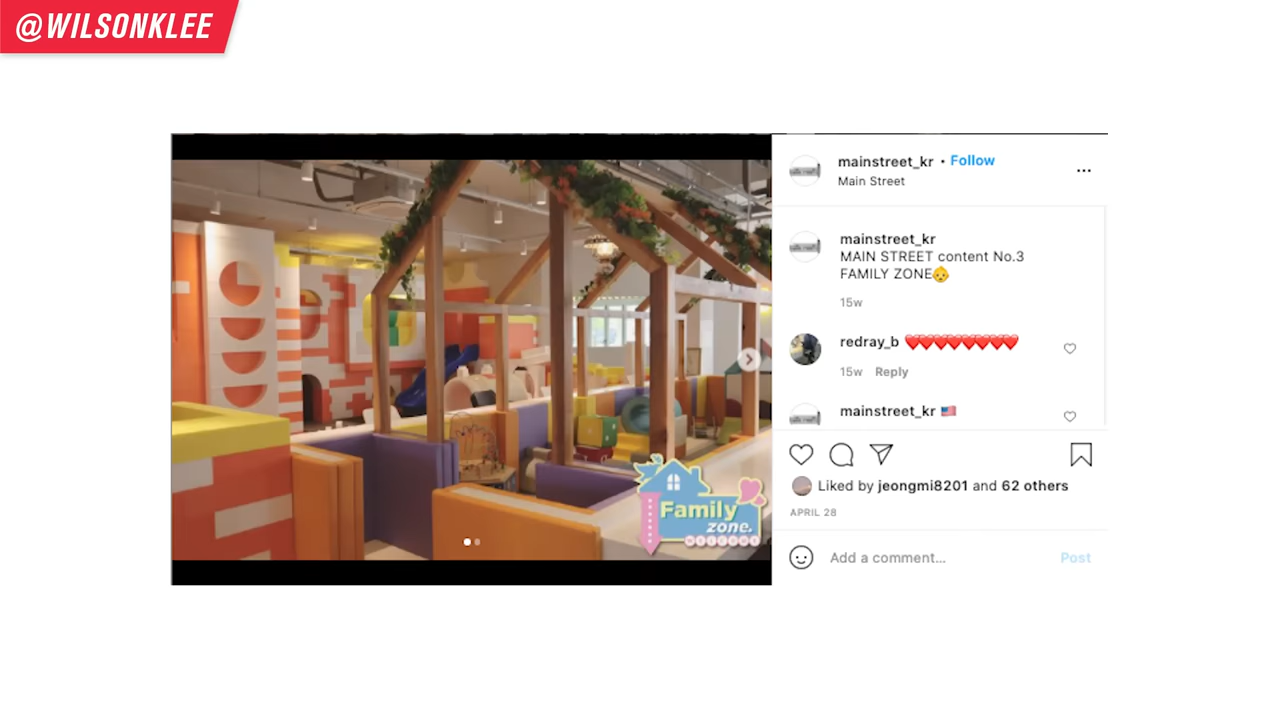 @WILSONKLEE
mainstreet_kr • Follow
Main Street
mainstreet_kr
MAIN STREET content No.3
FAMILY ZONE👶
15w
redray_b ❤️❤️❤️❤️❤️❤️❤️❤️
15w Reply
mainstreet_kr 🇺🇸
Liked by jeongmi8201 and 62 others
APRIL 28
Add a comment...
Post
Family
zone.